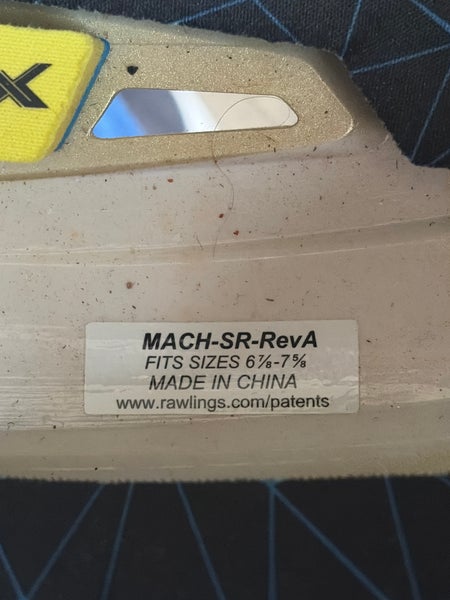 X
MACH-SR-RevA
FITS SIZES 6⅞-7⅝
MADE IN CHINA
www.rawlings.com/patents